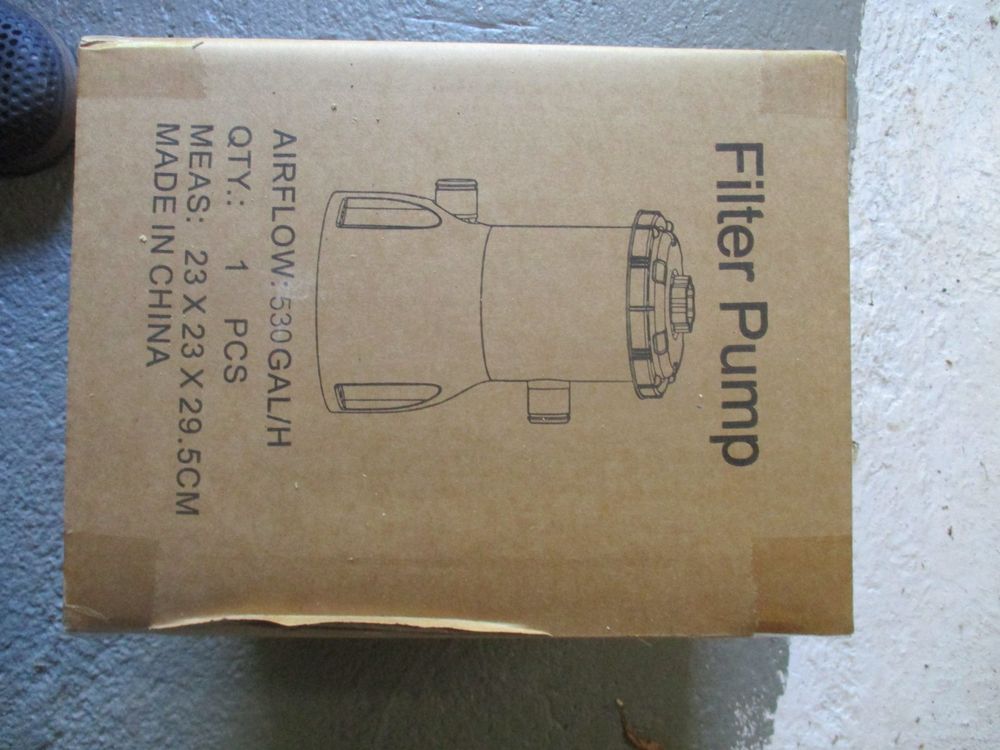 Filter Pump
AIRFLOW: 530GAL/H
QTY.: 1 PCS
MEAS: 23 X 23 X 29.5CM
MADE IN CHINA